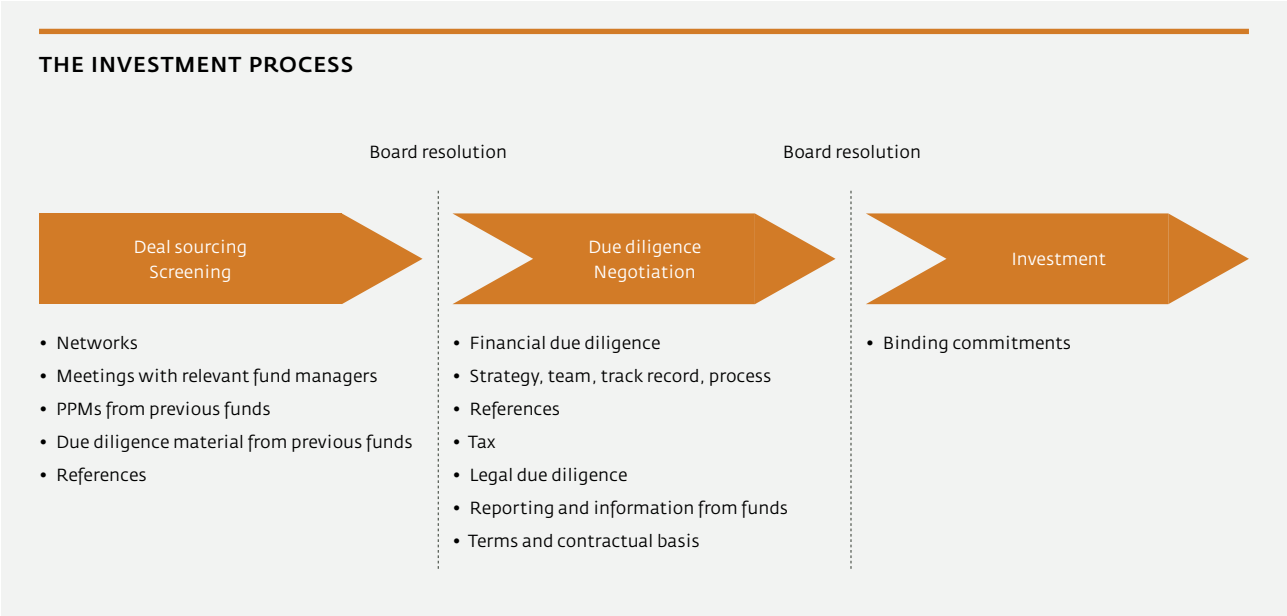 THE INVESTMENT PROCESS
Board resolution
Board resolution
Deal sourcing
Screening
Due diligence
Negotiation
Investment
• Networks
• Meetings with relevant fund managers
• PPMs from previous funds
• Due diligence material from previous funds
• References
• Financial due diligence
• Strategy, team, track record, process
• References
• Tax
• Legal due diligence
• Reporting and information from funds
• Terms and contractual basis
• Binding commitments